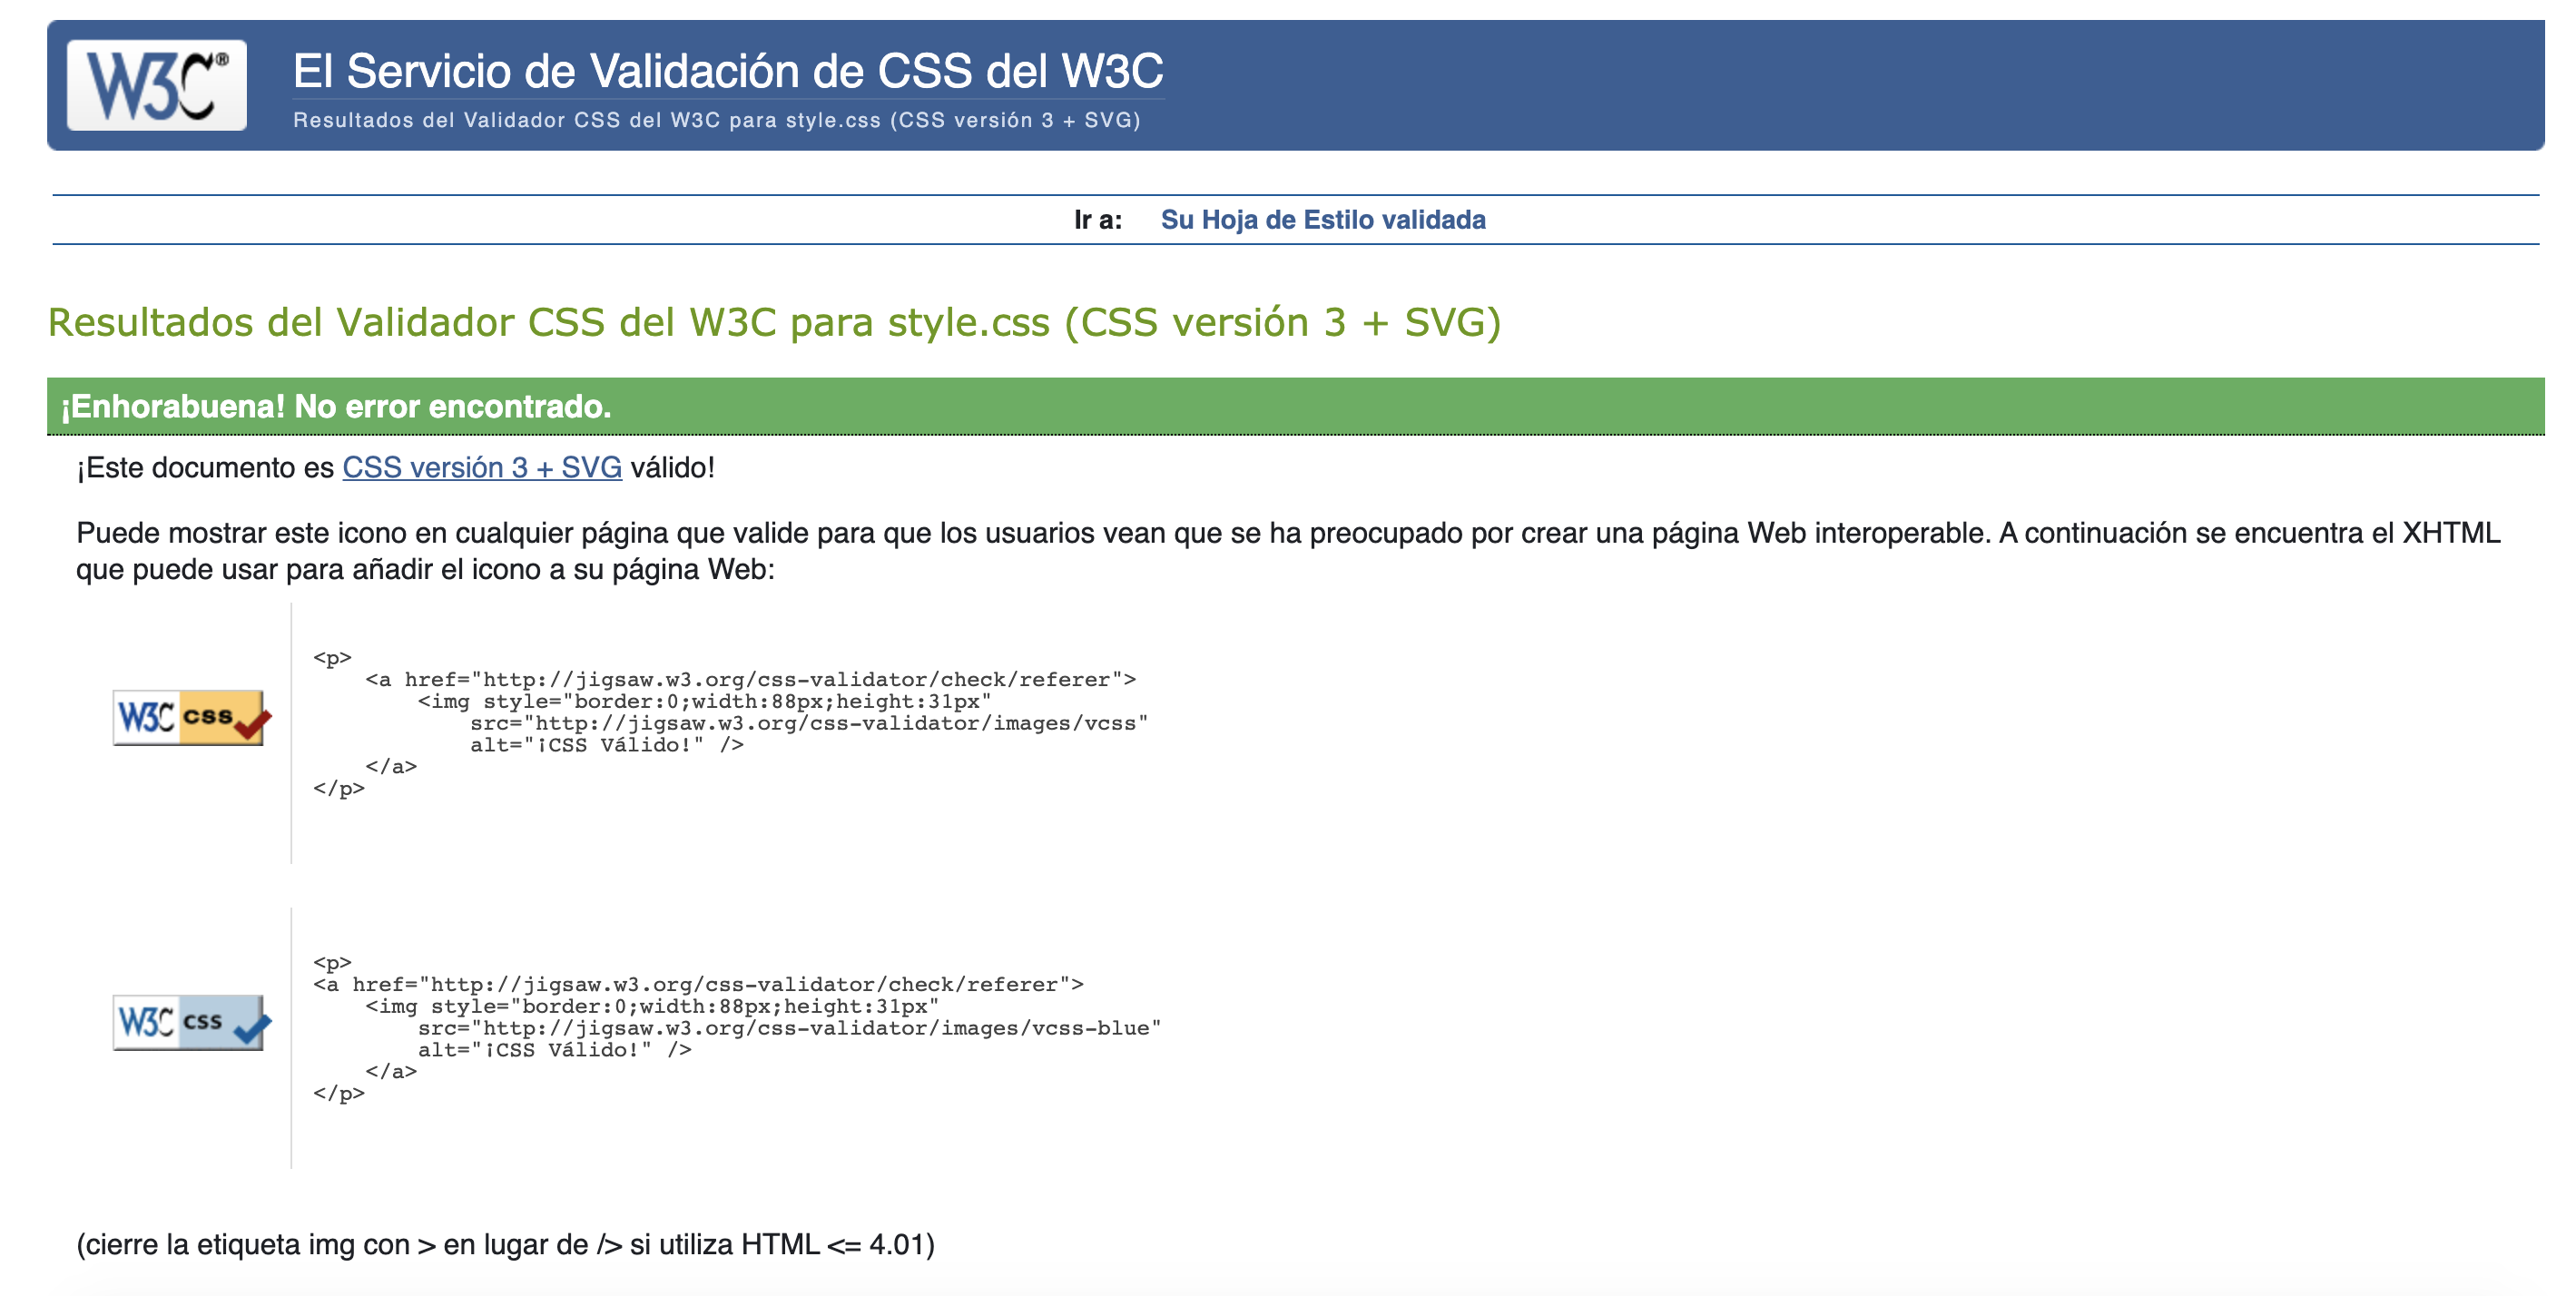 W3C®
El Servicio de Validación de CSS del W3C
Resultados del Validador CSS del W3C para style.css (CSS versión 3 + SVG)
Ir a: Su Hoja de Estilo validada
Resultados del Validador CSS del W3C para style.css (CSS versión 3 + SVG)
¡Enhorabuena! No error encontrado.
¡Este documento es CSS versión 3 + SVG válido!
Puede mostrar este icono en cualquier página que valide para que los usuarios vean que se ha preocupado por crear una página Web interoperable. A continuación se encuentra el XHTML
que puede usar para añadir el icono a su página Web:
W3C css
<p>
    <a href="http://jigsaw.w3.org/css-validator/check/referer">
        <img style="border:0;width:88px;height:31px"
            src="http://jigsaw.w3.org/css-validator/images/vcss"
            alt="¡CSS Válido!" />
    </a>
</p>
W3C css
<p>
<a href="http://jigsaw.w3.org/css-validator/check/referer">
    <img style="border:0;width:88px;height:31px"
        src="http://jigsaw.w3.org/css-validator/images/vcss-blue"
        alt="¡CSS Válido!" />
    </a>
</p>
(cierre la etiqueta img con > en lugar de /> si utiliza HTML <= 4.01)